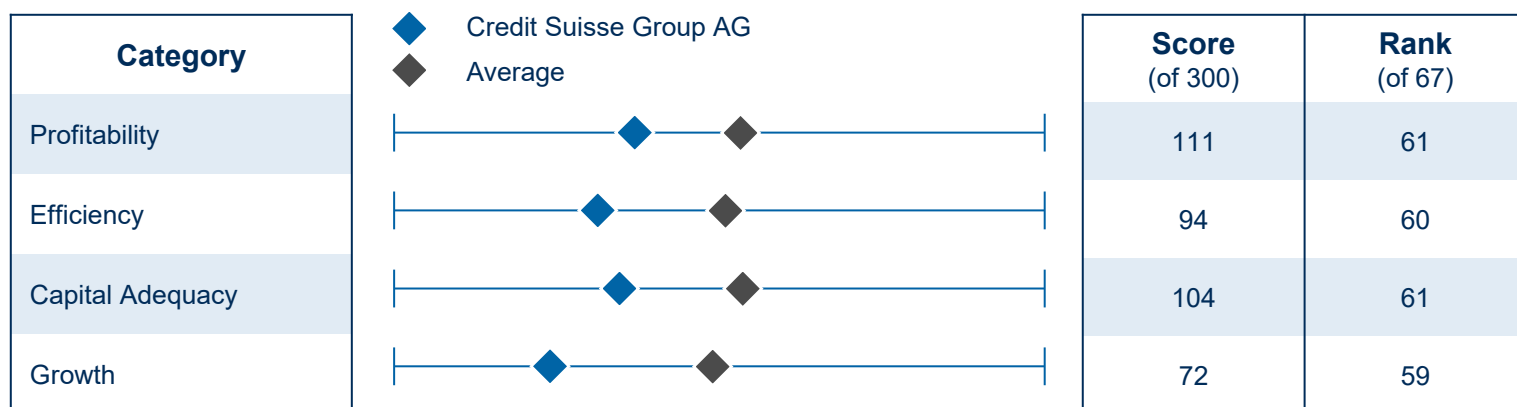 Category
Credit Suisse Group AG
Average
Score
(of 300)
Rank
(of 67)
Profitability
111
61
Efficiency
94
60
Capital Adequacy
104
61
Growth
72
59